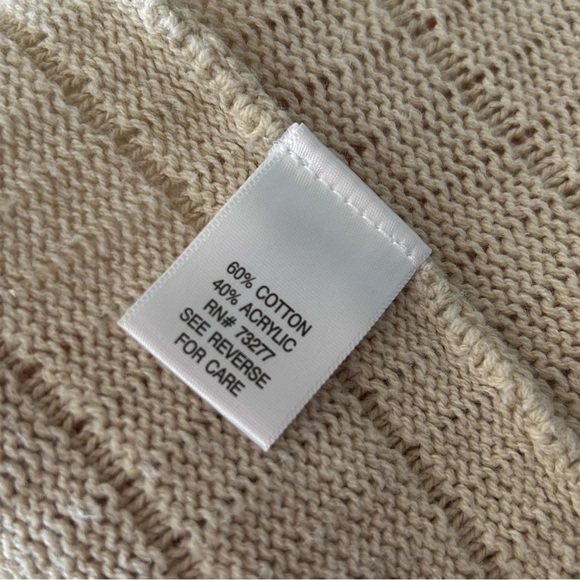 60% COTTON
40% ACRYLIC
RN# 73277
SEE REVERSE
FOR CARE